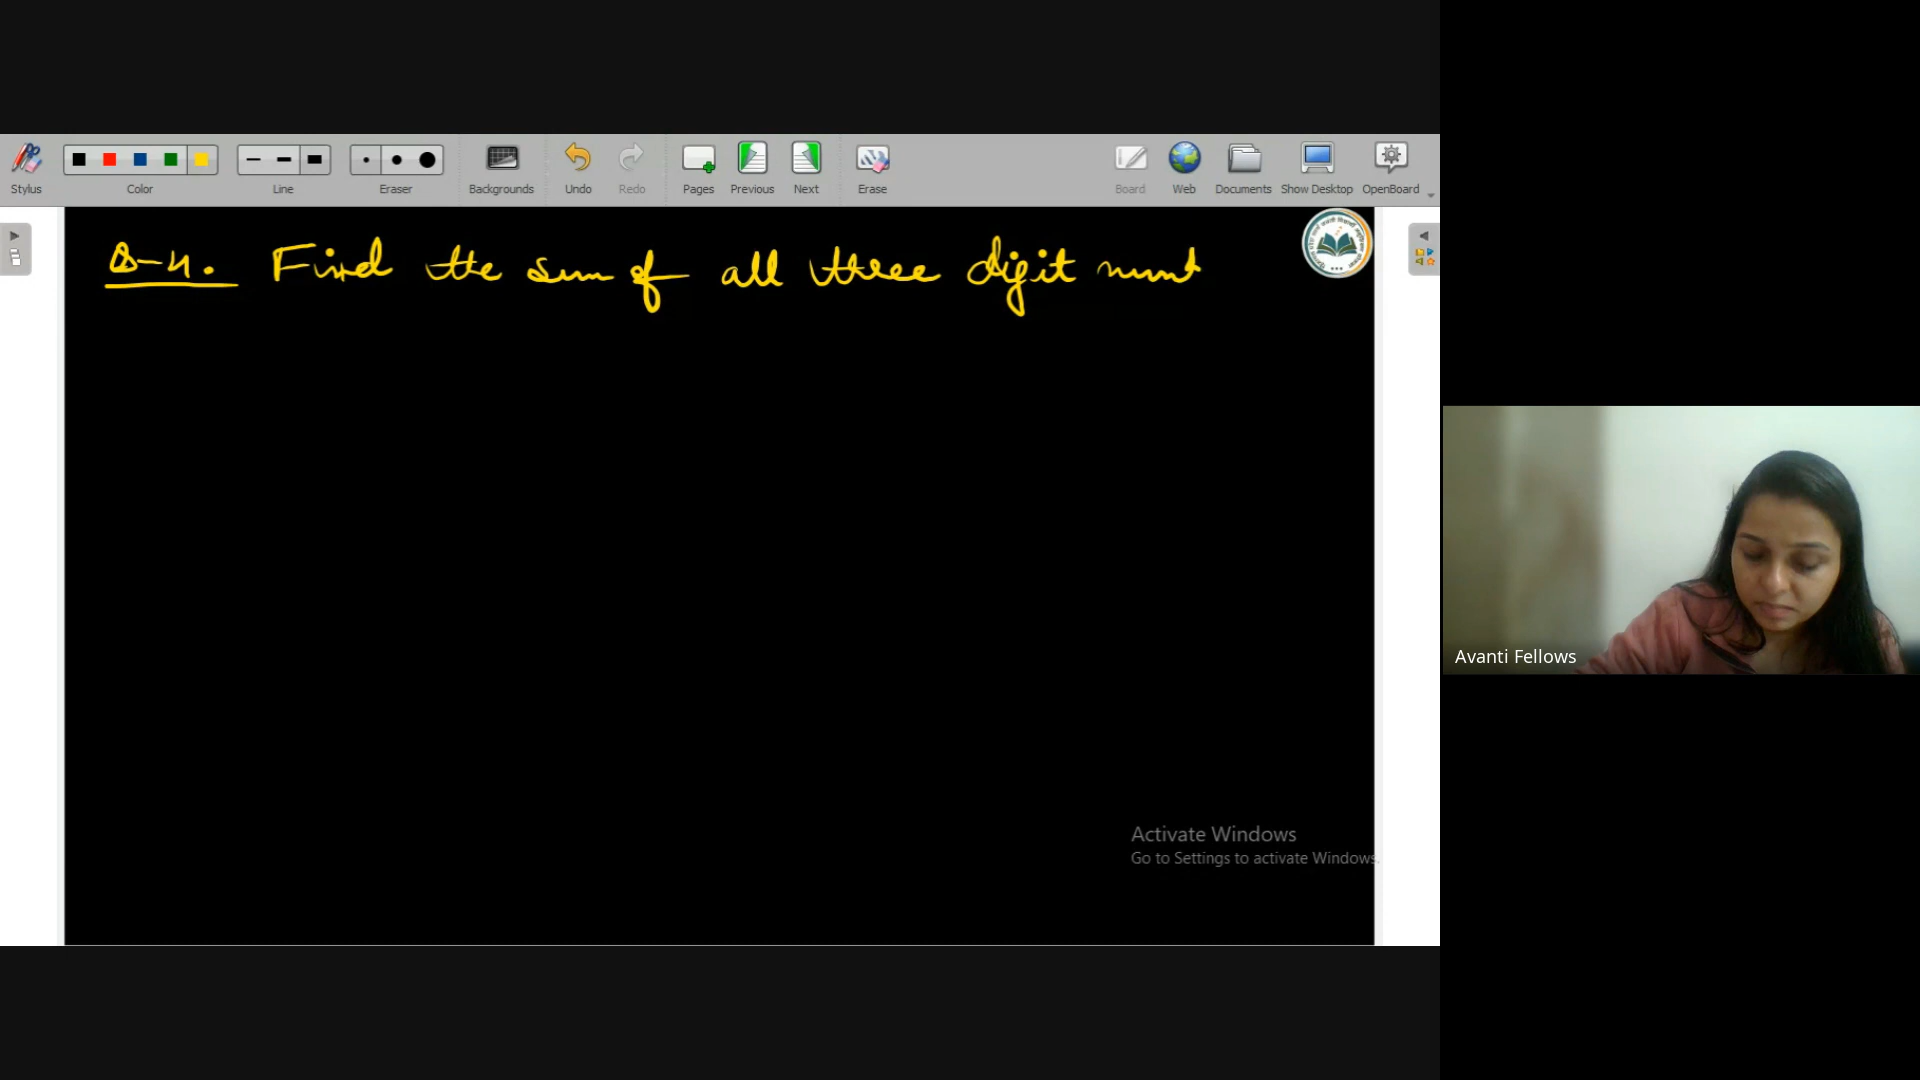 Stylus Color Line Eraser Backgrounds Undo Redo Pages Previous Next Erase Board Web Documents Show Desktop OpenBoard
Q-4. Find the sum of all three digit numb
Avanti Fellows
Activate Windows
Go to Settings to activate Windows.